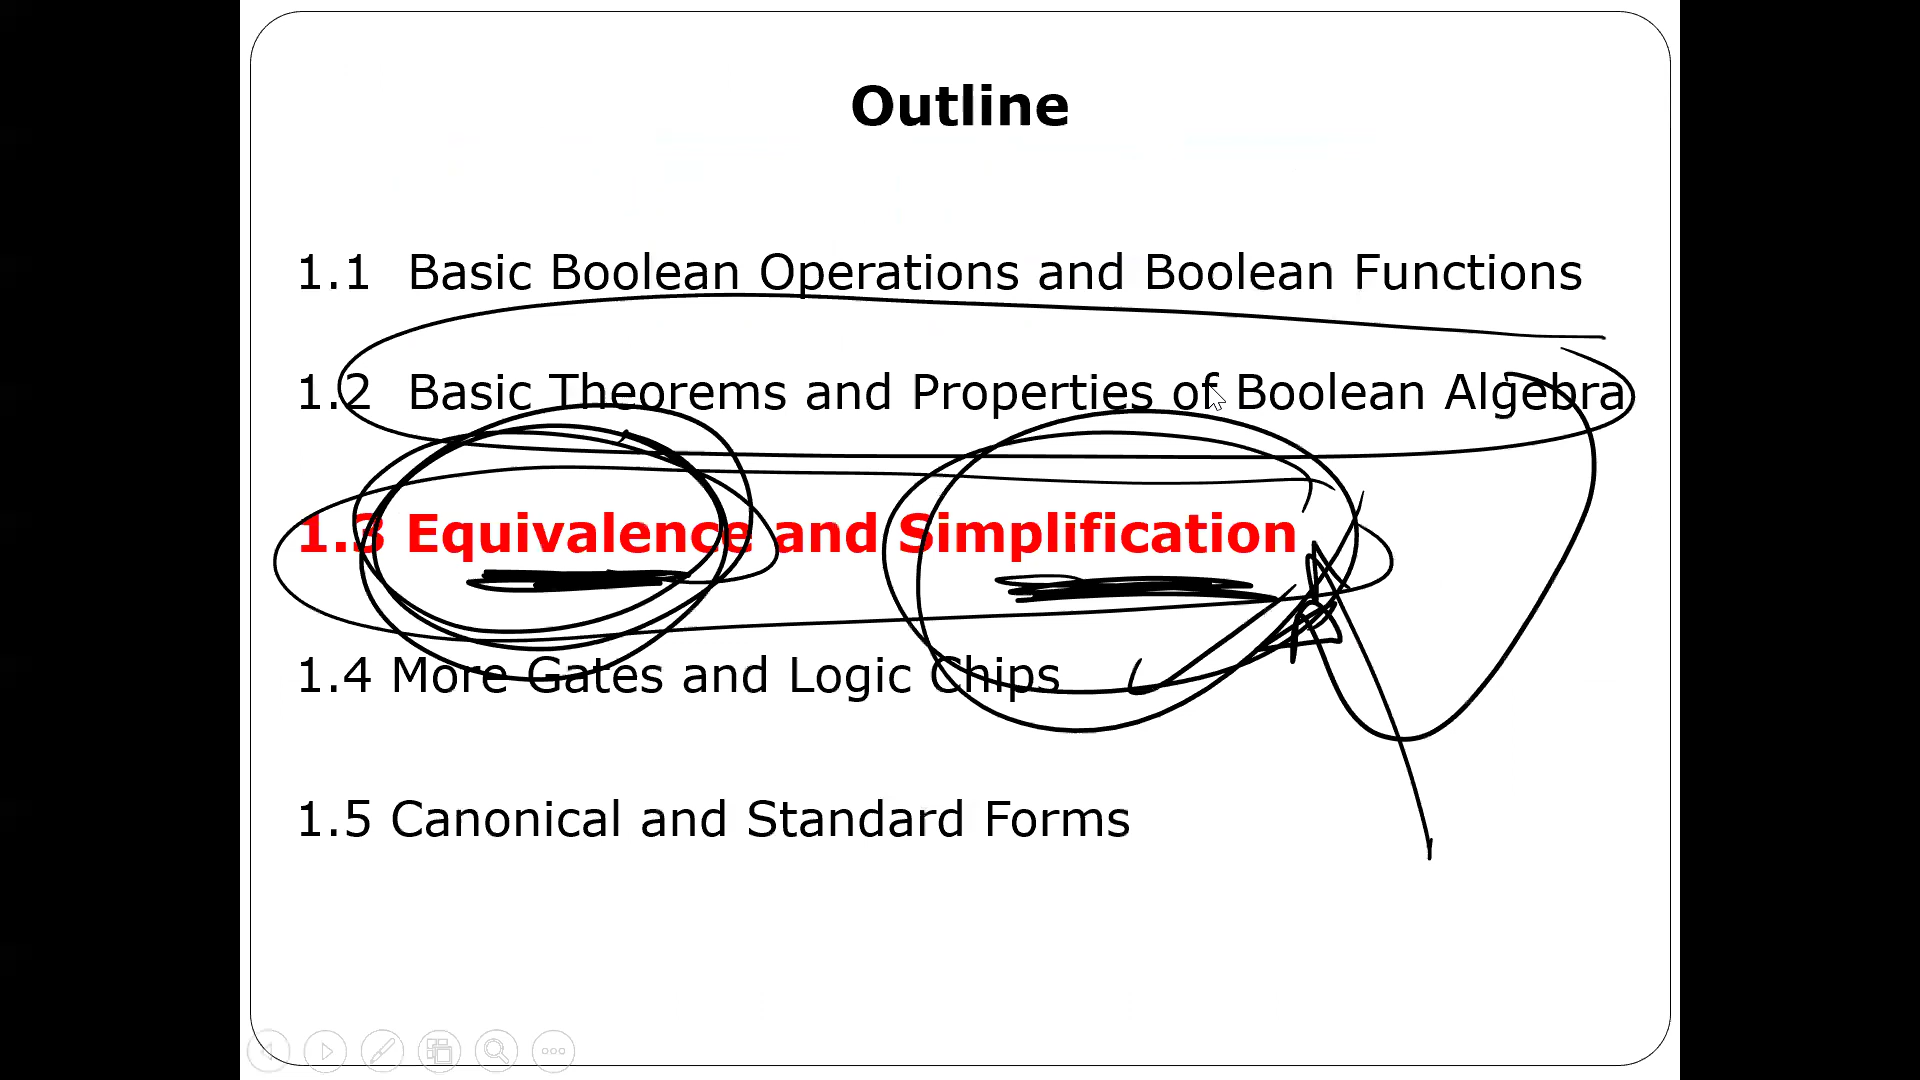 Outline
1.1 Basic Boolean Operations and Boolean Functions
1.2 Basic Theorems and Properties of Boolean Algebra
1.3 Equivalence and Simplification
1.4 More Gates and Logic Chips
1.5 Canonical and Standard Forms